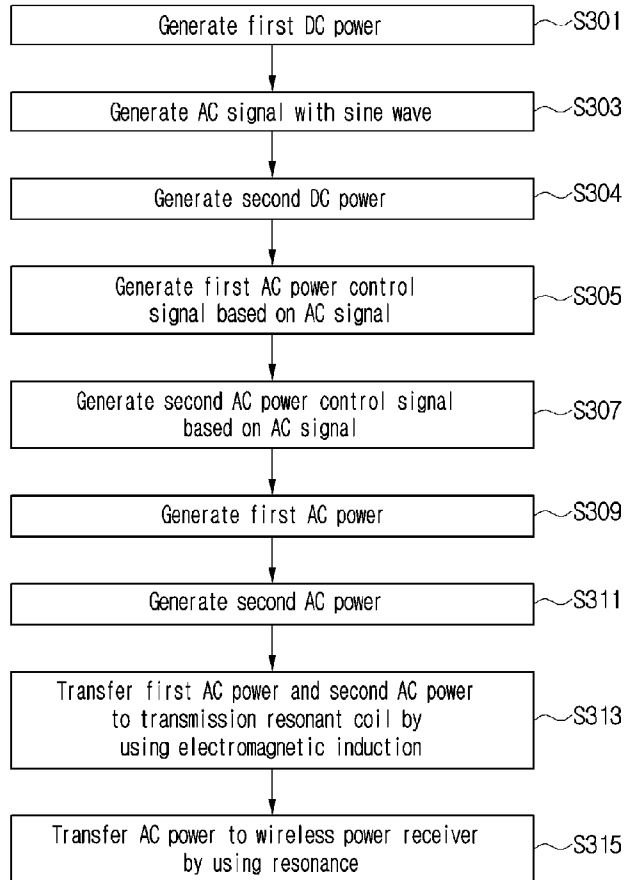 Generate first DC power
S301
Generate AC signal with sine wave
S303
Generate second DC power
S304
Generate first AC power control
signal based on AC signal
S305
Generate second AC power control signal
based on AC signal
S307
Generate first AC power
S309
Generate second AC power
S311
Transfer first AC power and second AC power
to transmission resonant coil by
using electromagnetic induction
S313
Transfer AC power to wireless power receiver
by using resonance
S315